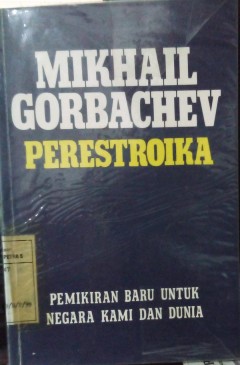 MIKHAIL
GORBACHEV
PERESTROIKA
PEMIKIRAN BARU UNTUK
NEGARA KAMI DAN DUNIA